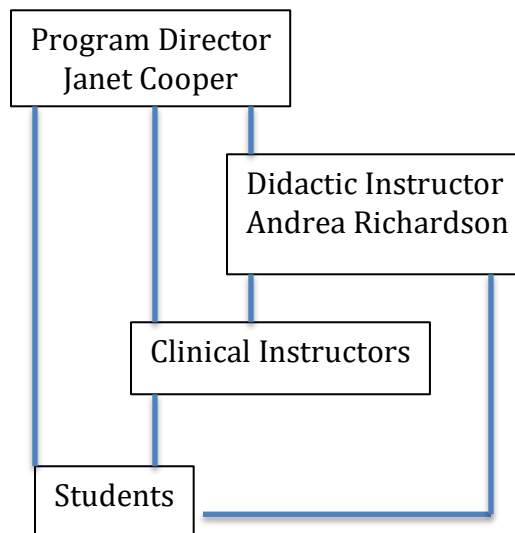 Program Director
Janet Cooper
Didactic Instructor
Andrea Richardson
Clinical Instructors
Students